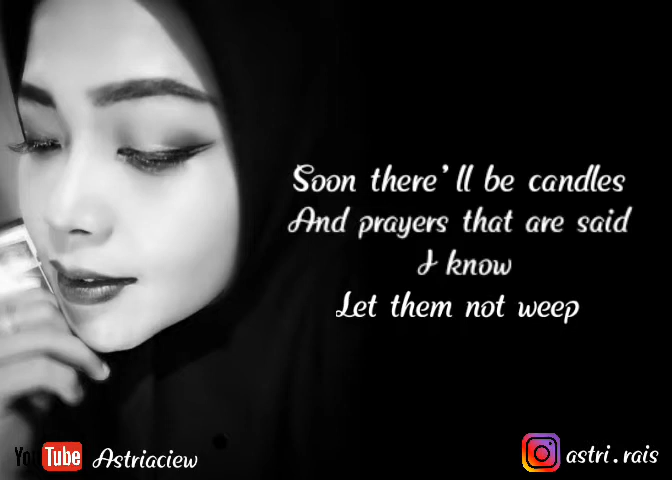 Soon there'll be candles
And prayers that are said
I know
Let them not weep
YouTube Astriaciew
astri.rais